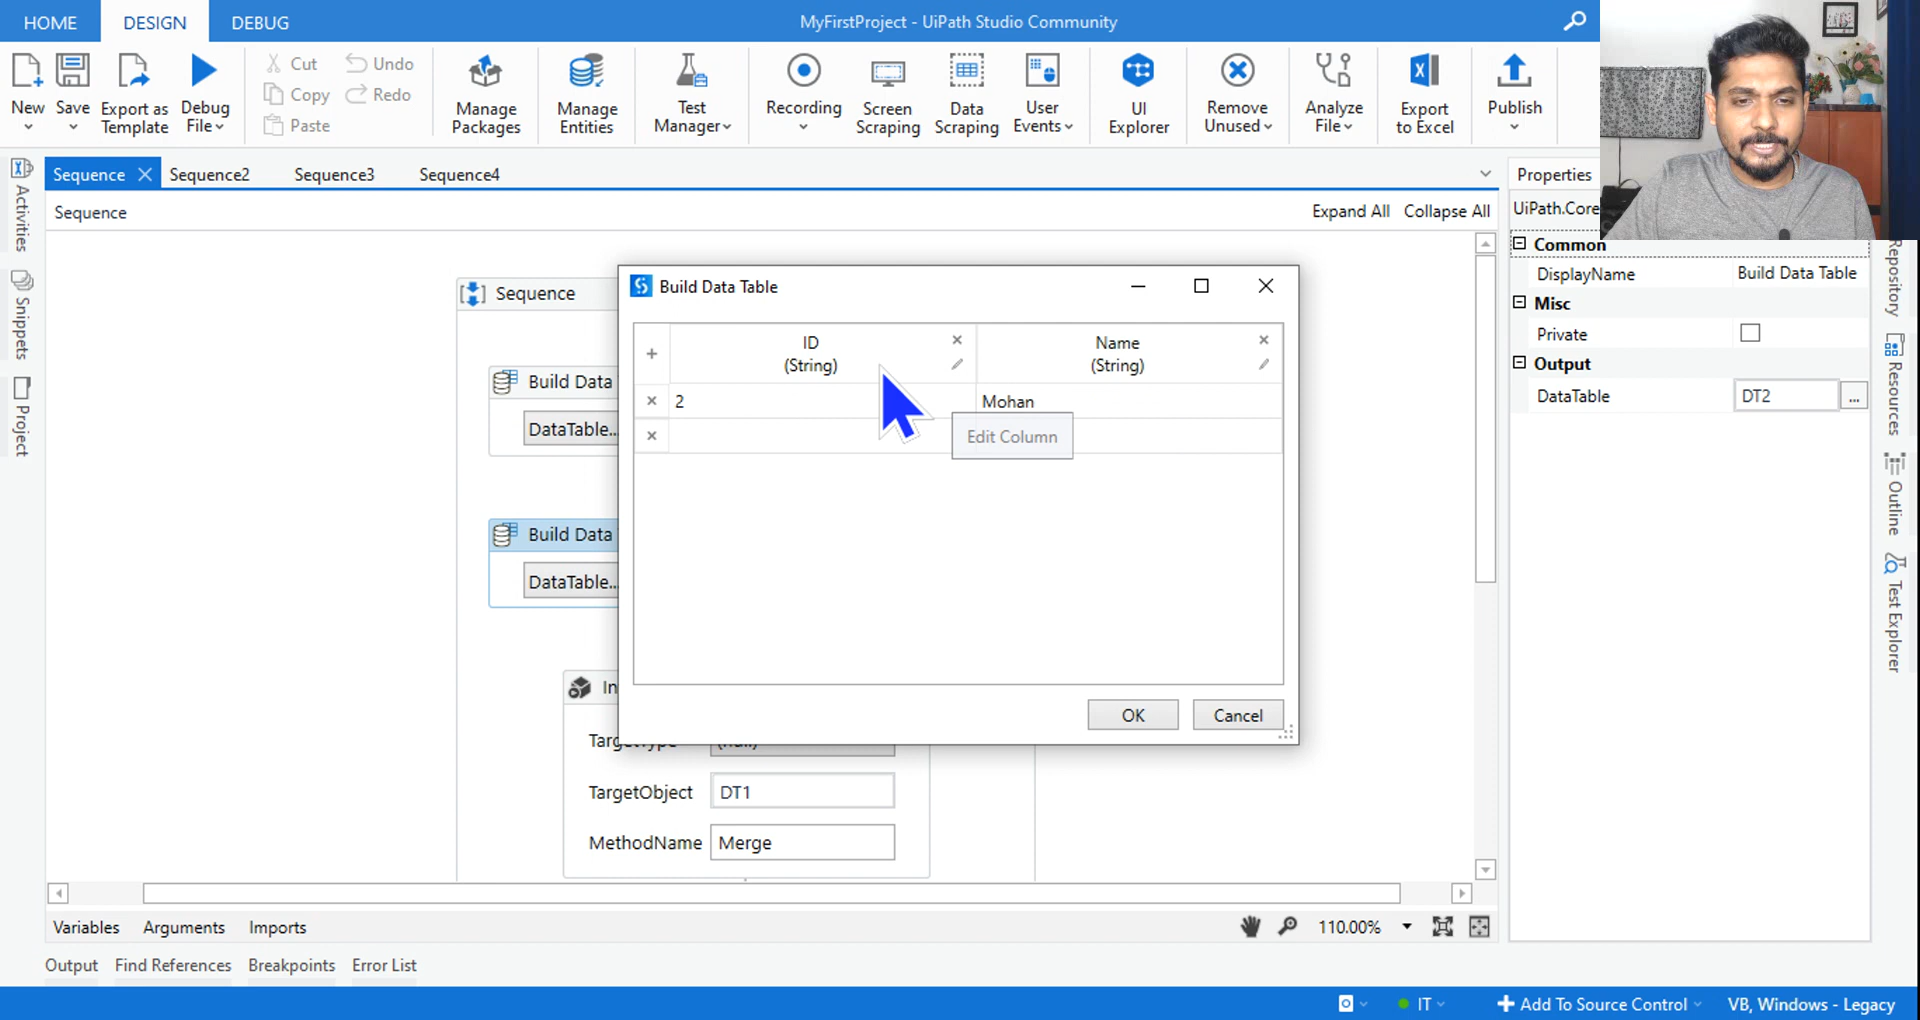 HOME
DESIGN
DEBUG
MyFirstProject - UiPath Studio Community
New
Save
Export as
Template
Debug
File
Cut
Copy
Paste
Undo
Redo
Manage
Packages
Manage
Entities
Test
Manager
Recording
Screen
Scraping
Data
Scraping
User
Events
UI
Explorer
Remove
Unused
Analyze
File
Export
to Excel
Publish
Activities
Snippets
Project
Sequence
Sequence2
Sequence3
Sequence4
Sequence
Expand All
Collapse All
Sequence
Build Data
DataTable...
Build Data
DataTable...
In
TargetType
(null)
TargetObject
DT1
MethodName
Merge
Build Data Table
ID
(String)
Name
(String)
2
Mohan
Edit Column
OK
Cancel
Properties
UiPath.Core
Common
DisplayName
Build Data Table
Misc
Private
Output
DataTable
DT2
...
Repository
Resources
Outline
Test Explorer
Variables
Arguments
Imports
110.00%
Output
Find References
Breakpoints
Error List
IT
Add To Source Control
VB, Windows - Legacy